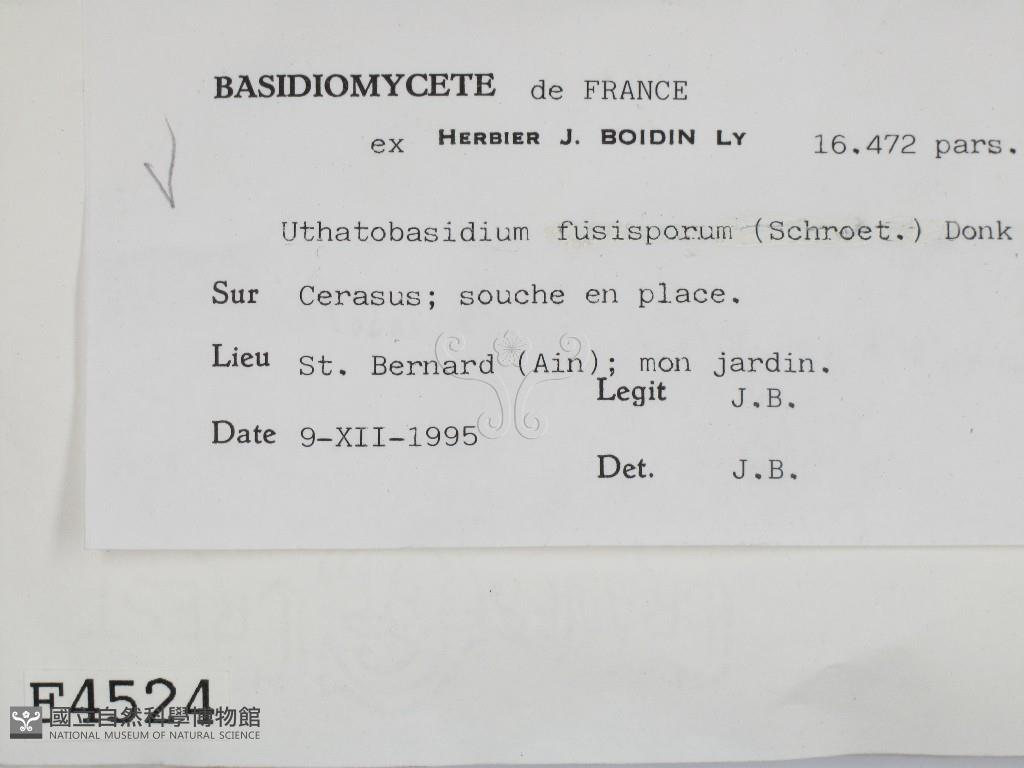 BASIDIOMYCETE de FRANCE
ex HERBIER J. BOIDIN LY 16.472 pars.
Uthatobasidium fusisporum (Schroet.) Donk
Sur Cerasus; souche en place.
Lieu St. Bernard (Ain); mon jardin.
Legit J.B.
Date 9-XII-1995
Det. J.B.
F4524
國立自然科學博物館
NATIONAL MUSEUM OF NATURAL SCIENCE